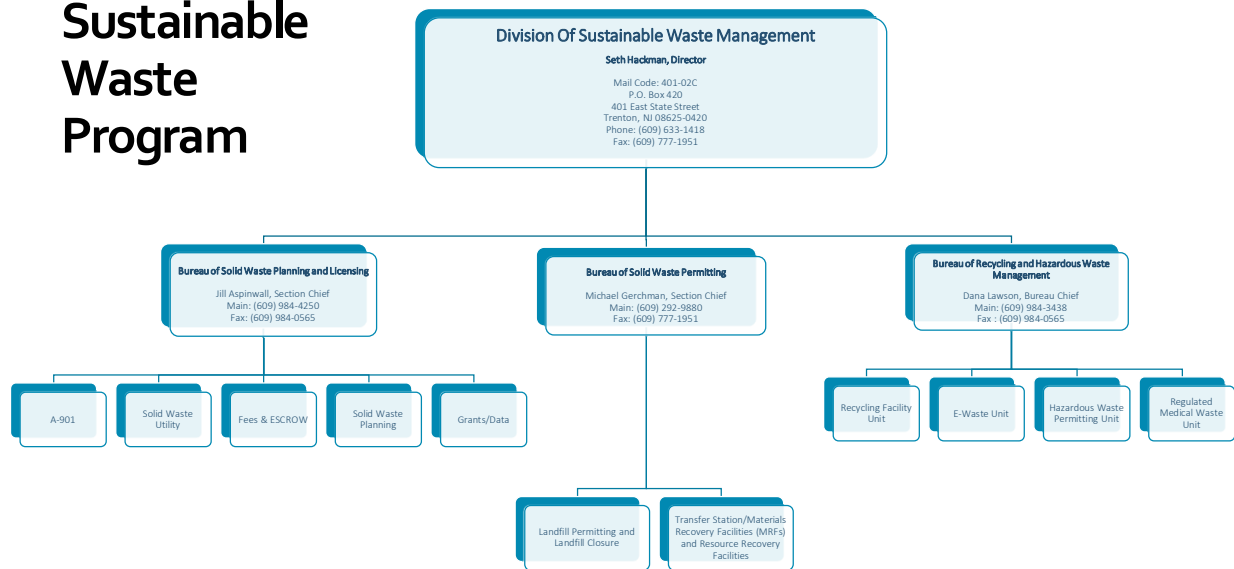 Sustainable
Waste
Program
Division Of Sustainable Waste Management
Seth Hackman, Director
Mail Code: 401-02C
P.O. Box 420
401 East State Street
Trenton, NJ 08625-0420
Phone: (609) 633-1418
Fax: (609) 777-1951
Bureau of Solid Waste Planning and Licensing
Jill Aspinwall, Section Chief
Main: (609) 984-4250
Fax: (609) 984-0565
Bureau of Solid Waste Permitting
Michael Gerchman, Section Chief
Main: (609) 292-9880
Fax: (609) 777-1951
Bureau of Recycling and Hazardous Waste
Management
Dana Lawson, Bureau Chief
Main: (609) 984-3438
Fax : (609) 984-0565
A-901
Solid Waste
Utility
Fees & ESCROW
Solid Waste
Planning
Grants/Data
Recycling Facility
Unit
E-Waste Unit
Hazardous Waste
Permitting Unit
Regulated
Medical Waste
Unit
Landfill Permitting and
Landfill Closure
Transfer Station/Materials
Recovery Facilities (MRFs)
and Resource Recovery
Facilities